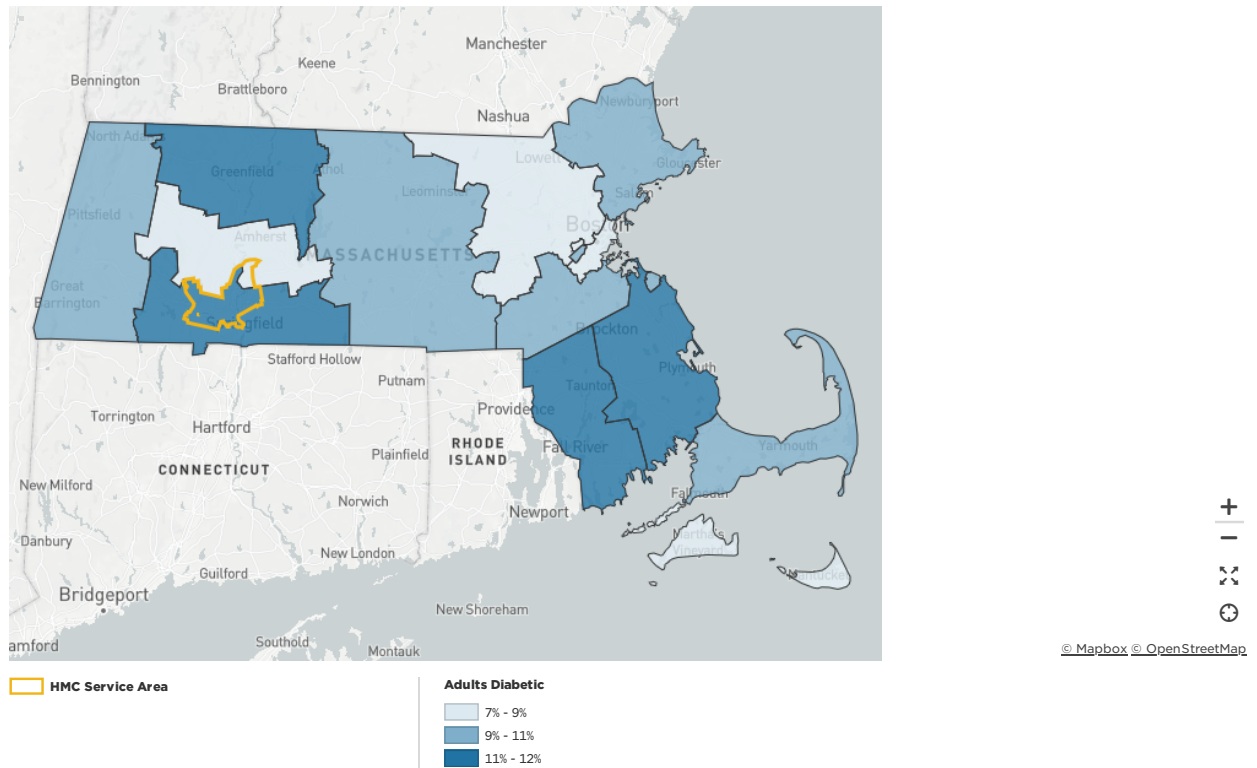 Manchester
Keene
Bennington
Brattleboro
Newburyport
Nashua
North Ada
Lowell
Gloucester
Greenfield
Athol
Leominster
Salem
Pittsfield
Boston
Amherst
MASSACHUSETTS
Great
Barrington
Springfield
Brockton
Stafford Hollow
Plymouth
Putnam
Taunton
Torrington
Providence
Hartford
RHODE
ISLAND
Fall River
Yarmouth
Plainfield
CONNECTICUT
New Milford
Falmouth
Norwich
Newport
Martha's
Vineyard
Danbury
New London
Guilford
Nantucket
Bridgeport
New Shoreham
amford
Southold
Montauk
+
−
© Mapbox © OpenStreetMap
HMC Service Area
Adults Diabetic
7% - 9%
9% - 11%
11% - 12%